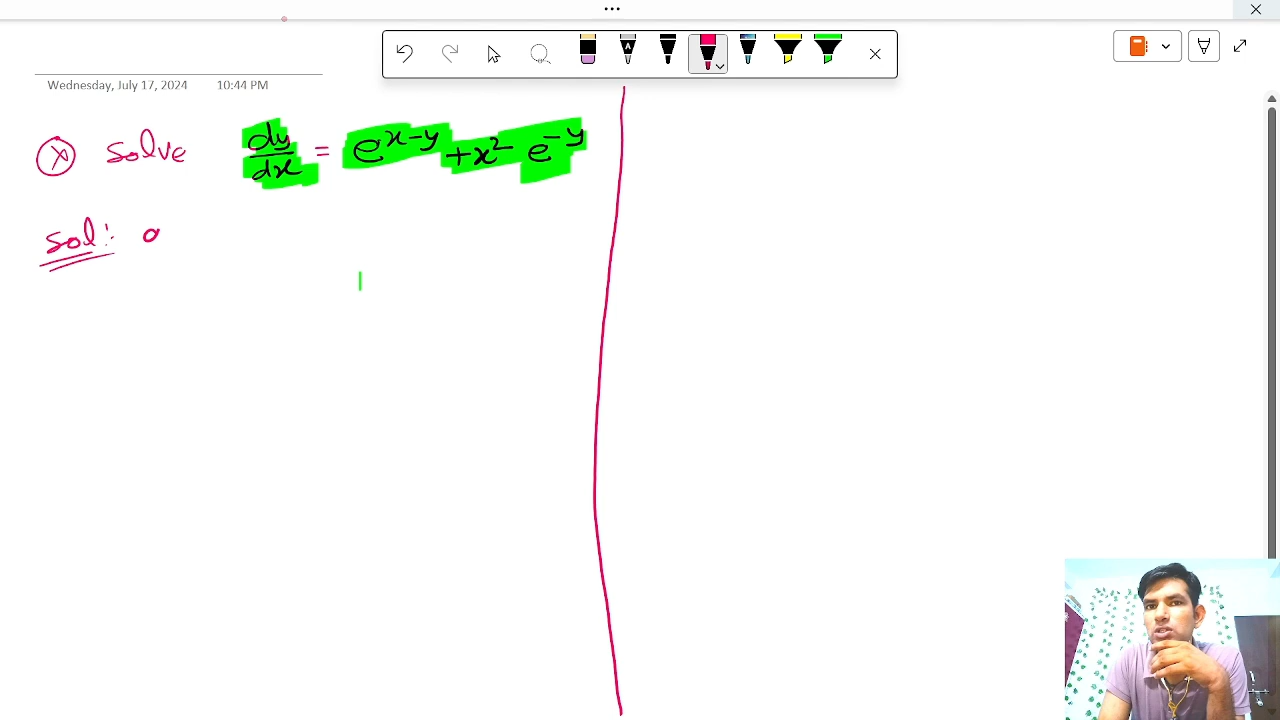 Wednesday, July 17, 2024 10:44 PM
solve dy/dx = e^{x-y} + x² e^{-y}
sol: